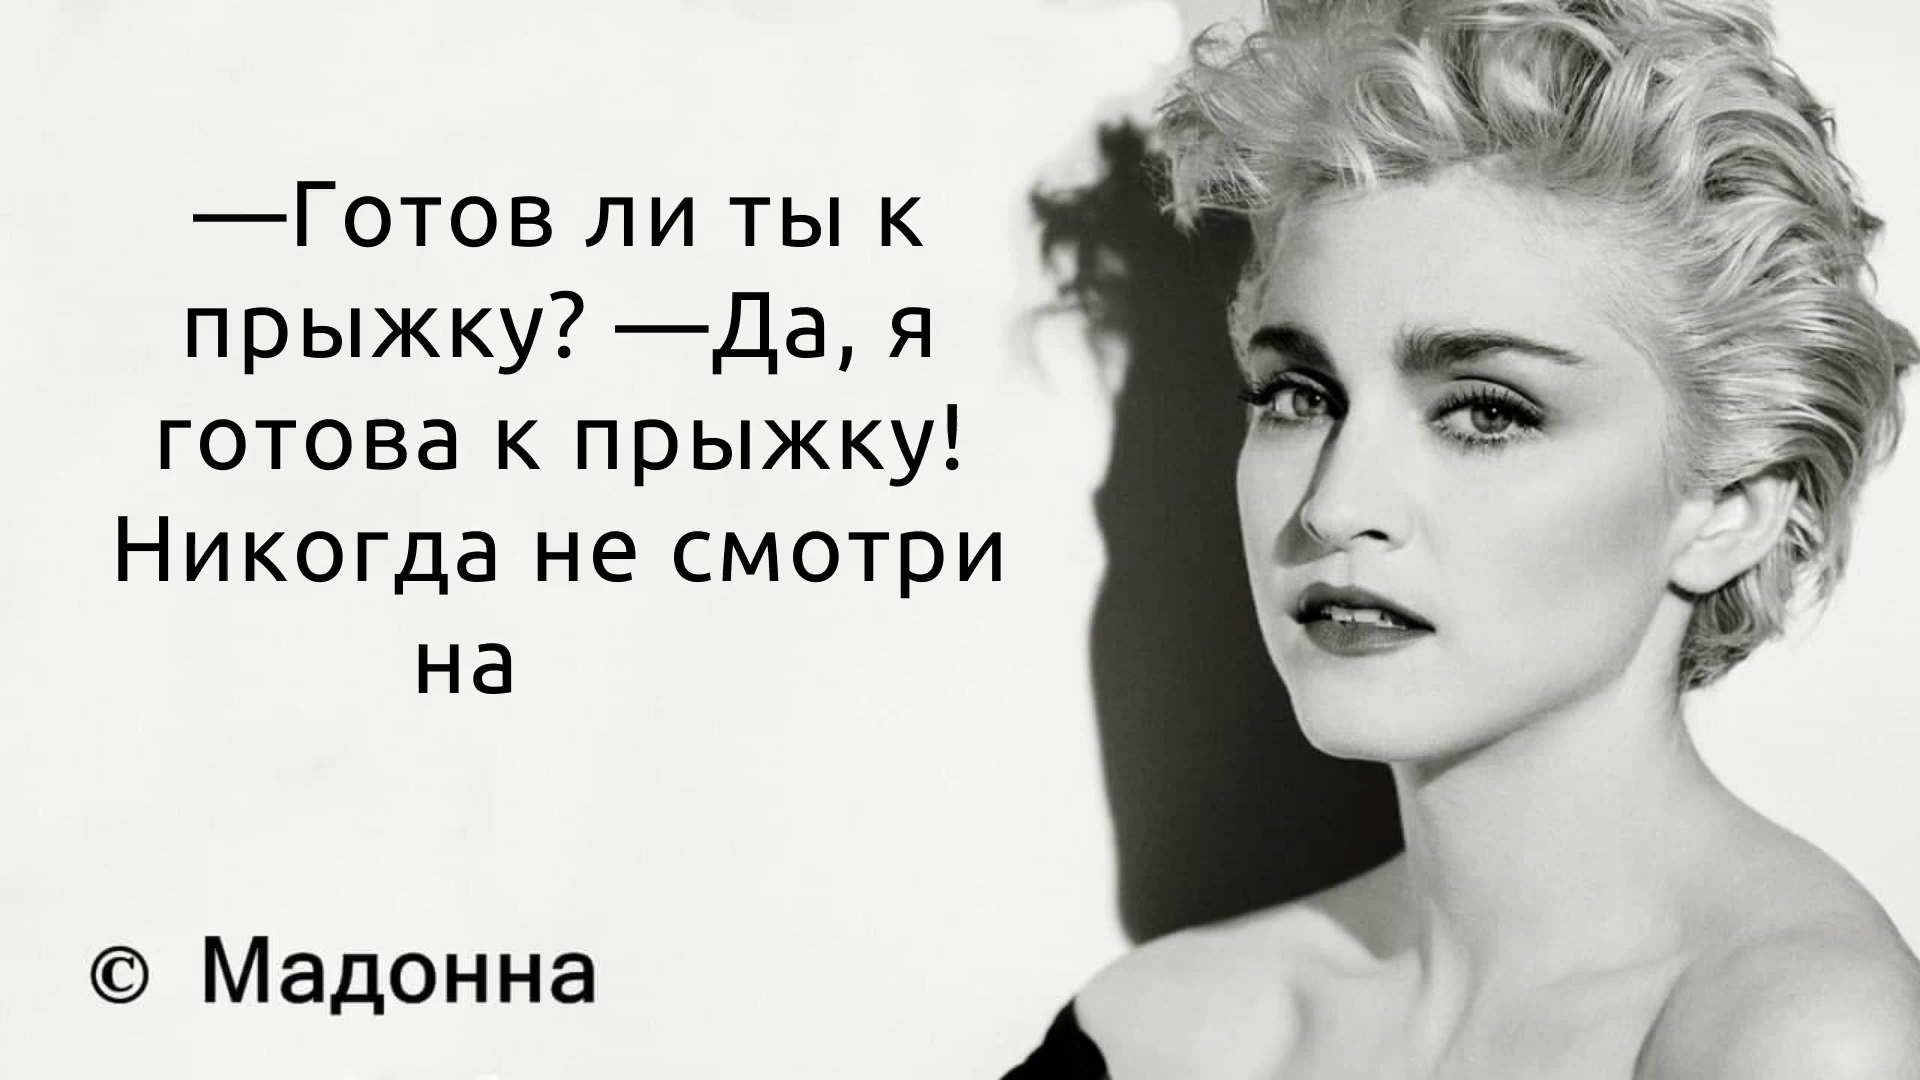 —Готов ли ты к
прыжку? —Да, я
готова к прыжку!
Никогда не смотри
на
© Мадонна